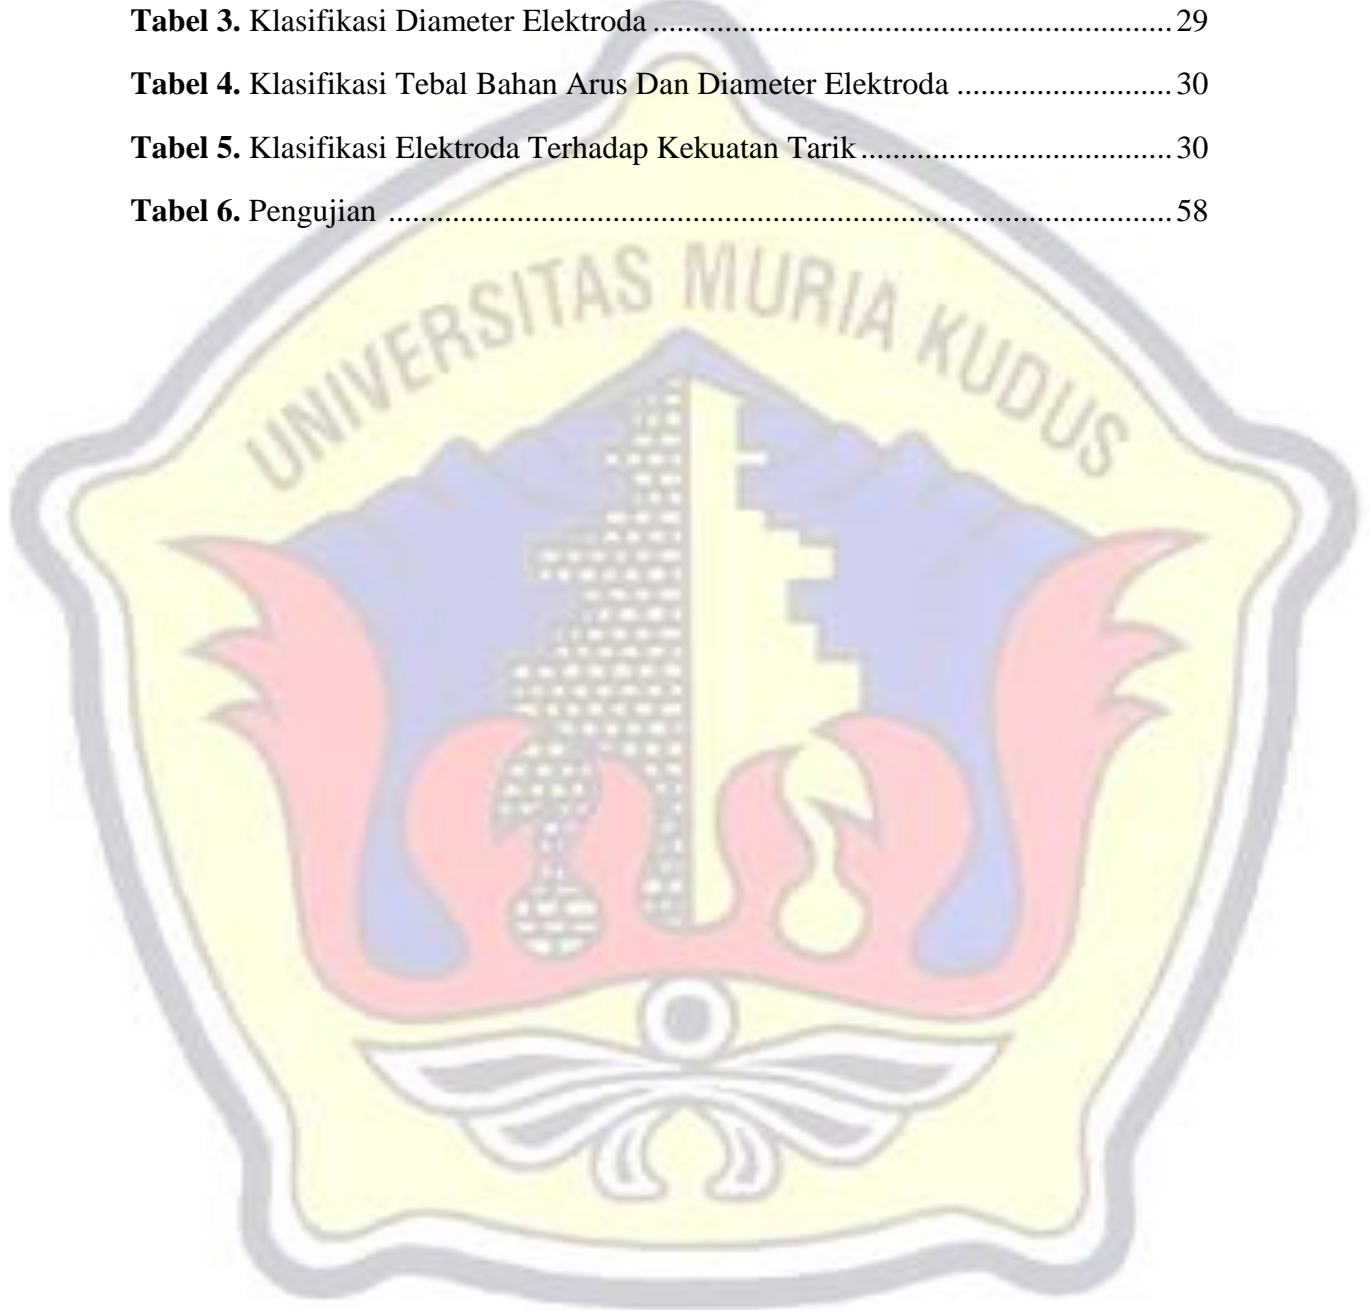 Tabel 3. Klasifikasi Diameter Elektroda ........................................................................ 29
Tabel 4. Klasifikasi Tebal Bahan Arus Dan Diameter Elektroda ........................... 30
Tabel 5. Klasifikasi Elektroda Terhadap Kekuatan Tarik ....................................... 30
Tabel 6. Pengujian .................................................................................................. 58
UNIVERSITAS MURIA KUDUS